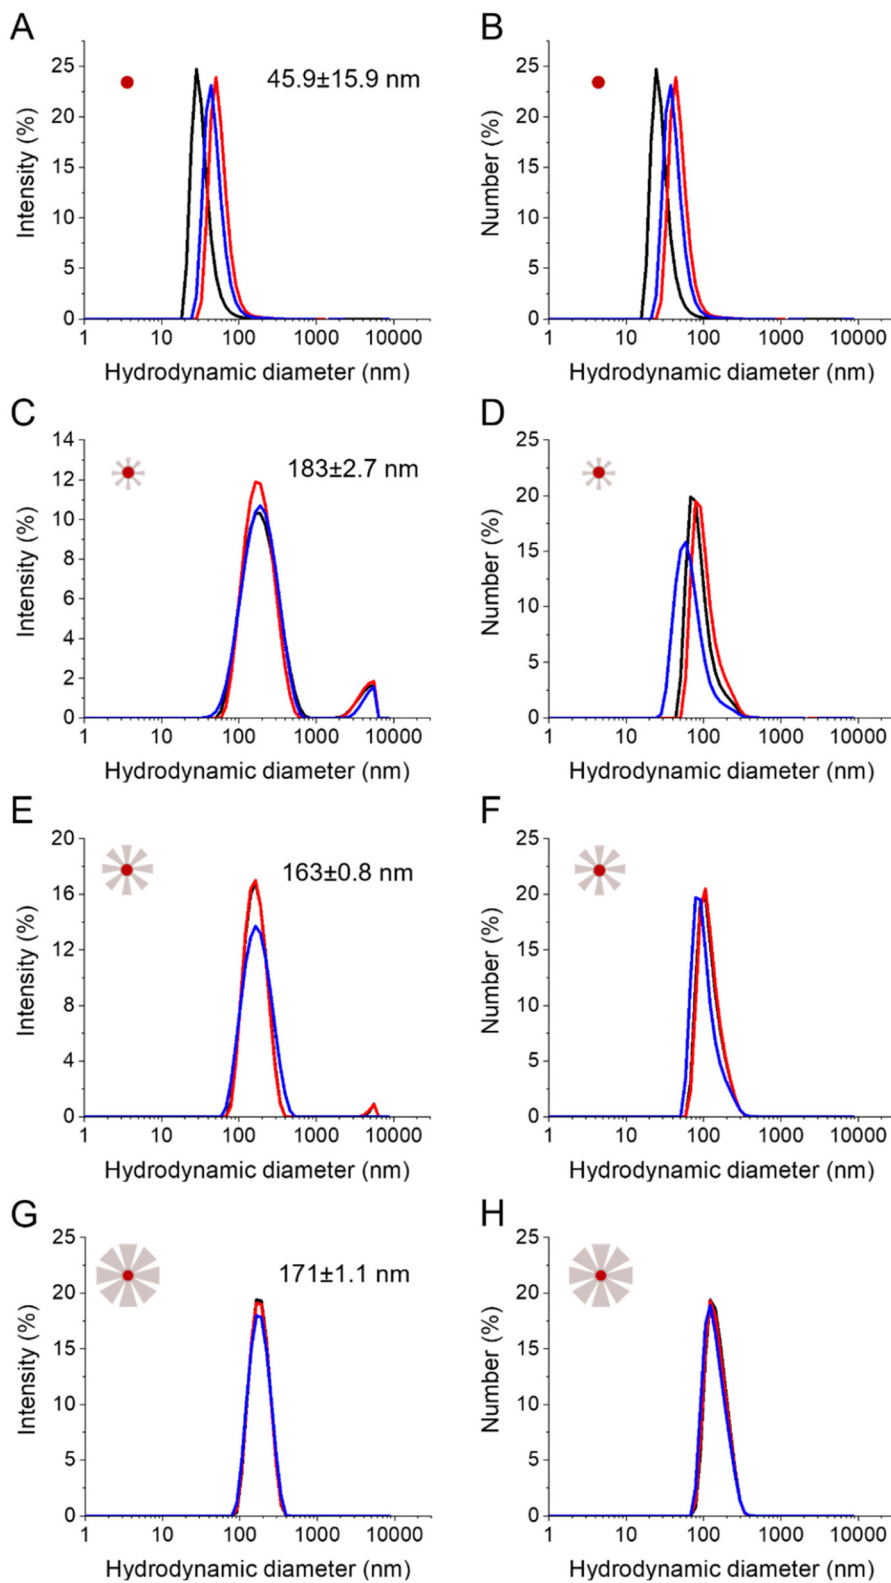 A
B
25
20
15
10
5
0
Intensity (%)
45.9±15.9 nm
1 10 100 1000 10000
Hydrodynamic diameter (nm)
25
20
15
10
5
0
Number (%)
1 10 100 1000 10000
Hydrodynamic diameter (nm)
C
D
14
12
10
8
6
4
2
0
Intensity (%)
183±2.7 nm
1 10 100 1000 10000
Hydrodynamic diameter (nm)
25
20
15
10
5
0
Number (%)
1 10 100 1000 10000
Hydrodynamic diameter (nm)
E
F
20
16
12
8
4
0
Intensity (%)
163±0.8 nm
1 10 100 1000 10000
Hydrodynamic diameter (nm)
25
20
15
10
5
0
Number (%)
1 10 100 1000 10000
Hydrodynamic diameter (nm)
G
H
25
20
15
10
5
0
Intensity (%)
171±1.1 nm
1 10 100 1000 10000
Hydrodynamic diameter (nm)
25
20
15
10
5
0
Number (%)
1 10 100 1000 10000
Hydrodynamic diameter (nm)